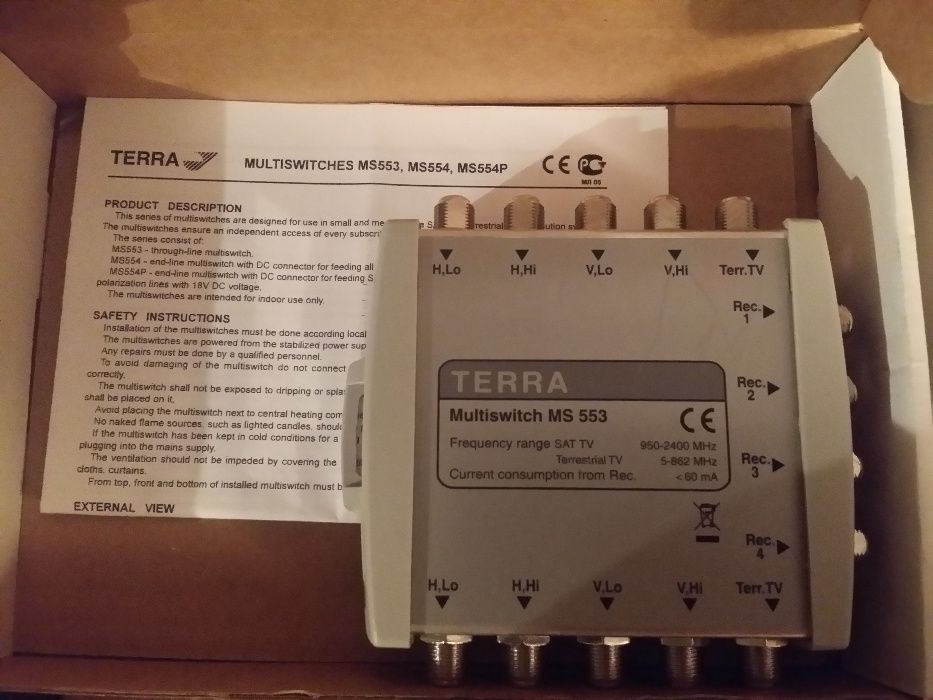 TERRA
MULTISWITCHES MS553, MS554, MS554P
CE
PC
МЛ 05
PRODUCT DESCRIPTION
This series of multiswitches are designed for use in small and me
The multiswitches ensure an independent access of every subscri
The series consist of:
MS553 - through-line multiswitch,
MS554 - end-line multiswitch with DC connector for feeding all
MS554P - end-line multiswitch with DC connector for feeding S
polarization lines with 18V DC voltage.
The multiswitches are intended for indoor use only.
SAFETY INSTRUCTIONS
Installation of the multiswitches must be done according local
The multiswitches are powered from the stabilized power sup
Any repairs must be done by a qualified personnel.
To avoid damaging of the multiswitch do not connect
correctly.
The multiswitch shall not be exposed to dripping or splas
shall be placed on it.
Avoid placing the multiswitch next to central heating com
No naked flame sources, such as lighted candles, shoul
If the multiswitch has been kept in cold conditions for a
plugging into the mains supply.
The ventilation should not be impeded by covering the
cloths, curtains.
From top, front and bottom of installed multiswitch must b
EXTERNAL VIEW
H,Lo H,Hi V,Lo V,Hi Terr.TV
Rec. 1
Rec. 2
Rec. 3
Rec. 4
TERRA
Multiswitch MS 553 CE
Frequency range SAT TV 950-2400 MHz
Terrestrial TV 5-862 MHz
Current consumption from Rec. <60 mA
H,Lo H,Hi V,Lo V,Hi Terr.TV